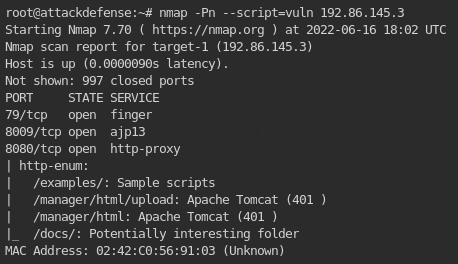 root@attackdefense:~# nmap -Pn --script=vuln 192.86.145.3
Starting Nmap 7.70 ( https://nmap.org ) at 2022-06-16 18:02 UTC
Nmap scan report for target-1 (192.86.145.3)
Host is up (0.0000090s latency).
Not shown: 997 closed ports
PORT     STATE SERVICE
79/tcp   open  finger
8009/tcp open  ajp13
8080/tcp open  http-proxy
| http-enum:
|   /examples/: Sample scripts
|   /manager/html/upload: Apache Tomcat (401 )
|   /manager/html: Apache Tomcat (401 )
|_  /docs/: Potentially interesting folder
MAC Address: 02:42:C0:56:91:03 (Unknown)